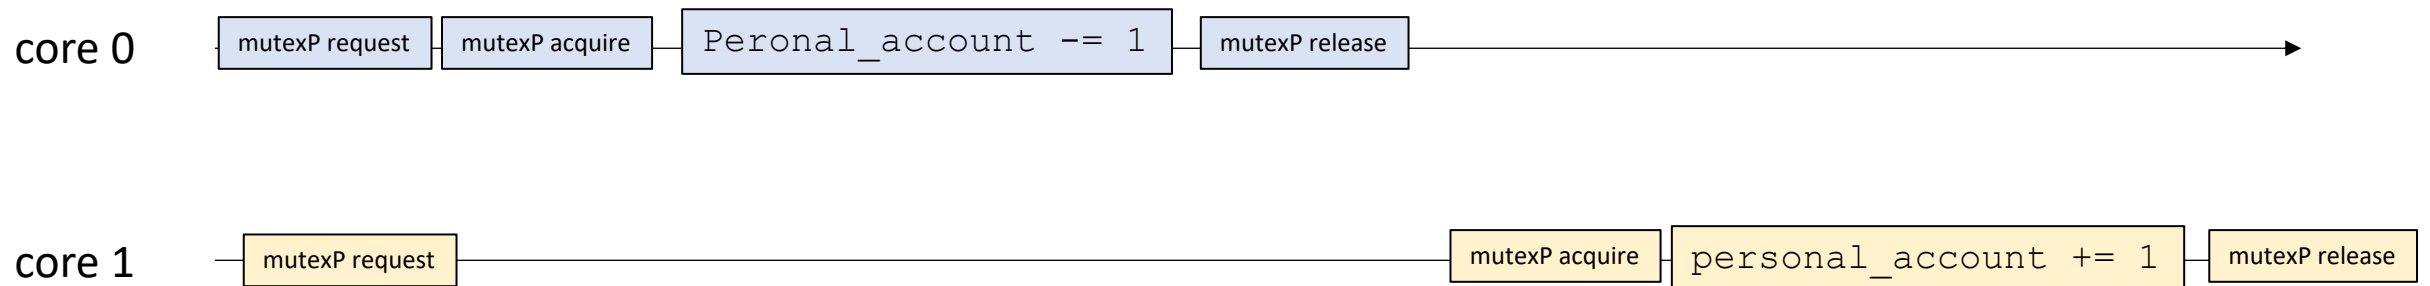 core 0 mutexP request mutexP acquire Peronal_account -= 1 mutexP release
core 1 mutexP request mutexP acquire personal_account += 1 mutexP release